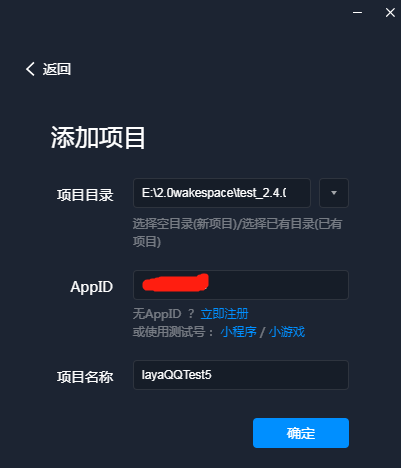 返回
添加项目
项目目录 E:\2.0wakespace\test_2.4.0
选择空目录(新项目)/选择已有目录(已有
项目)
AppID
无AppID ？ 立即注册
或使用测试号： 小程序 / 小游戏
项目名称 layaQQTest5
确定